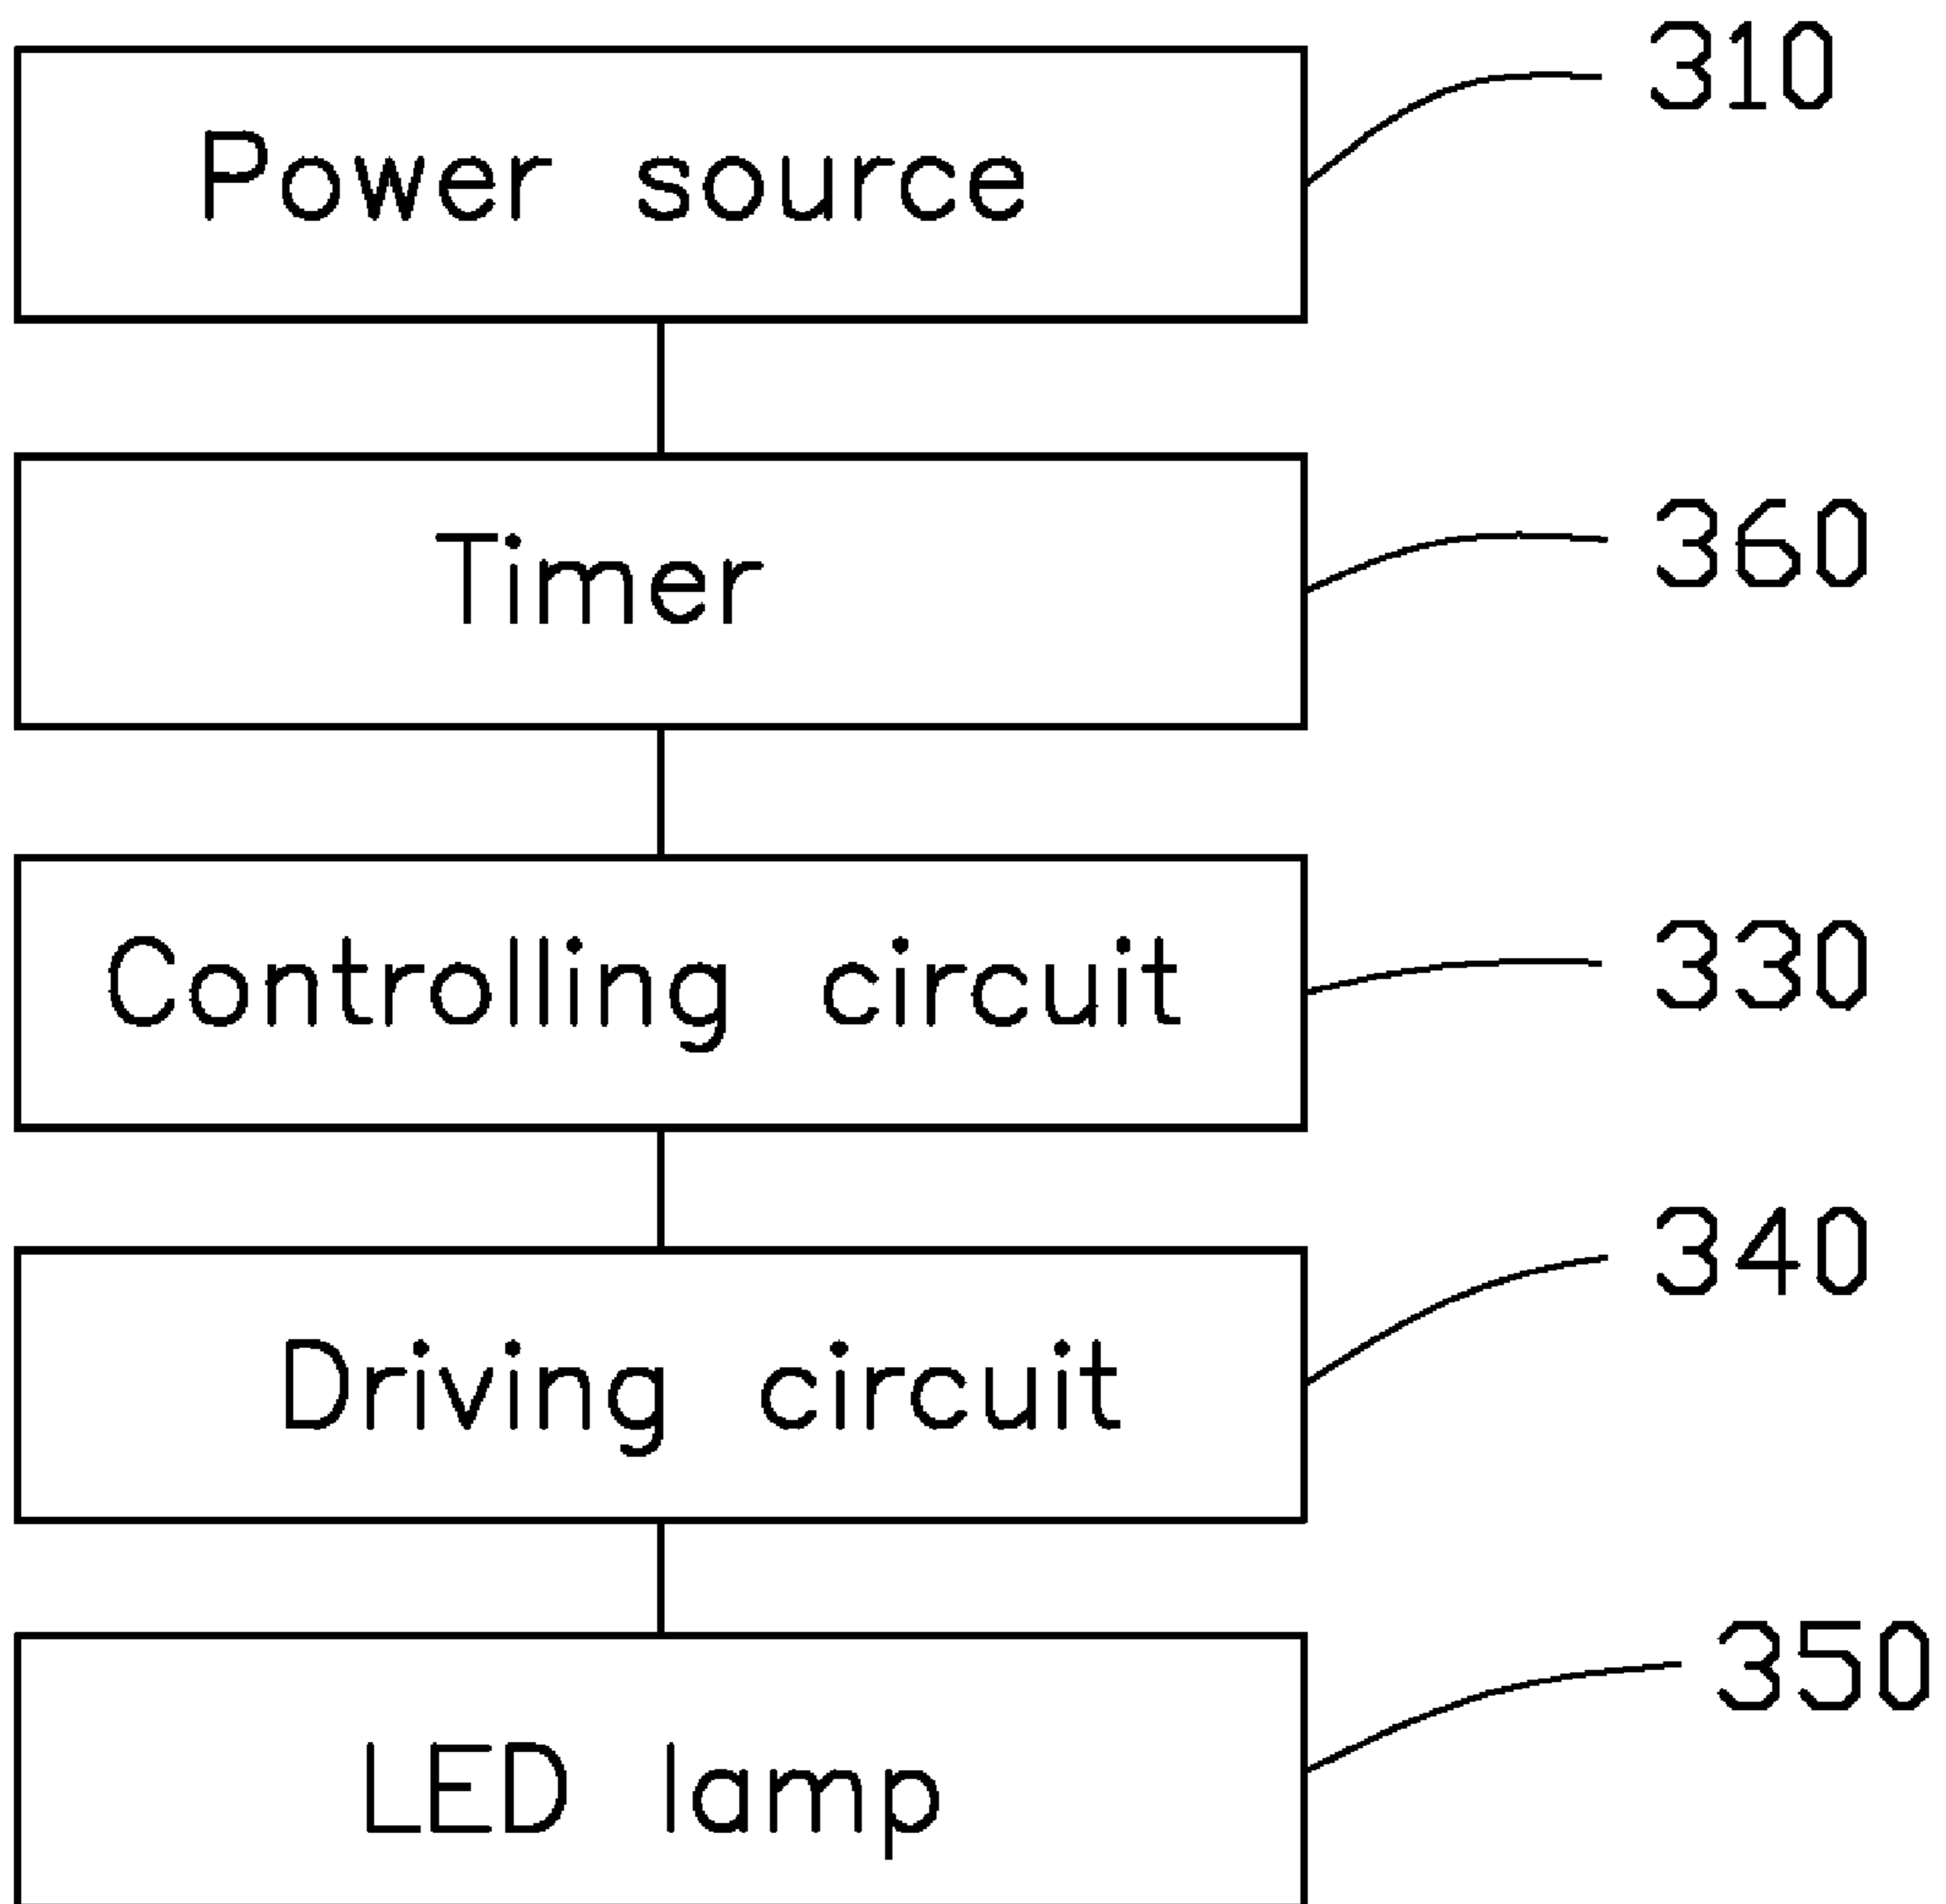 310
Power source
360
Timer
330
Controlling circuit
340
Driving circuit
350
LED lamp